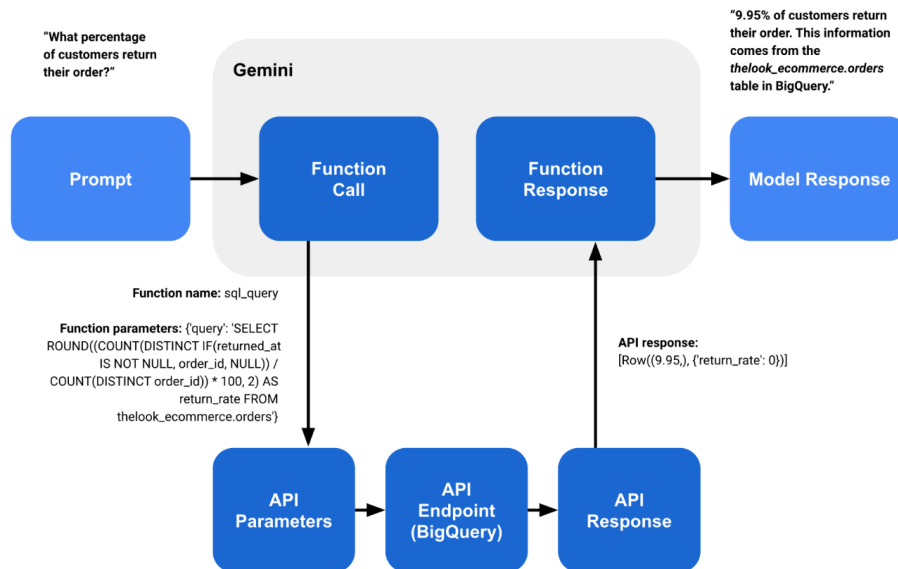 “What percentage
of customers return
their order?”
“9.95% of customers return
their order. This information
comes from the
thelook_ecommerce.orders
table in BigQuery.”
Gemini
Prompt
Function
Call
Function
Response
Model Response
Function name: sql_query
Function parameters: {'query': 'SELECT
ROUND((COUNT(DISTINCT IF(returned_at
IS NOT NULL, order_id, NULL)) /
COUNT(DISTINCT order_id)) * 100, 2) AS
return_rate FROM
thelook_ecommerce.orders'}
API response:
[Row((9.95,), {'return_rate': 0})]
API
Parameters
API
Endpoint
(BigQuery)
API
Response